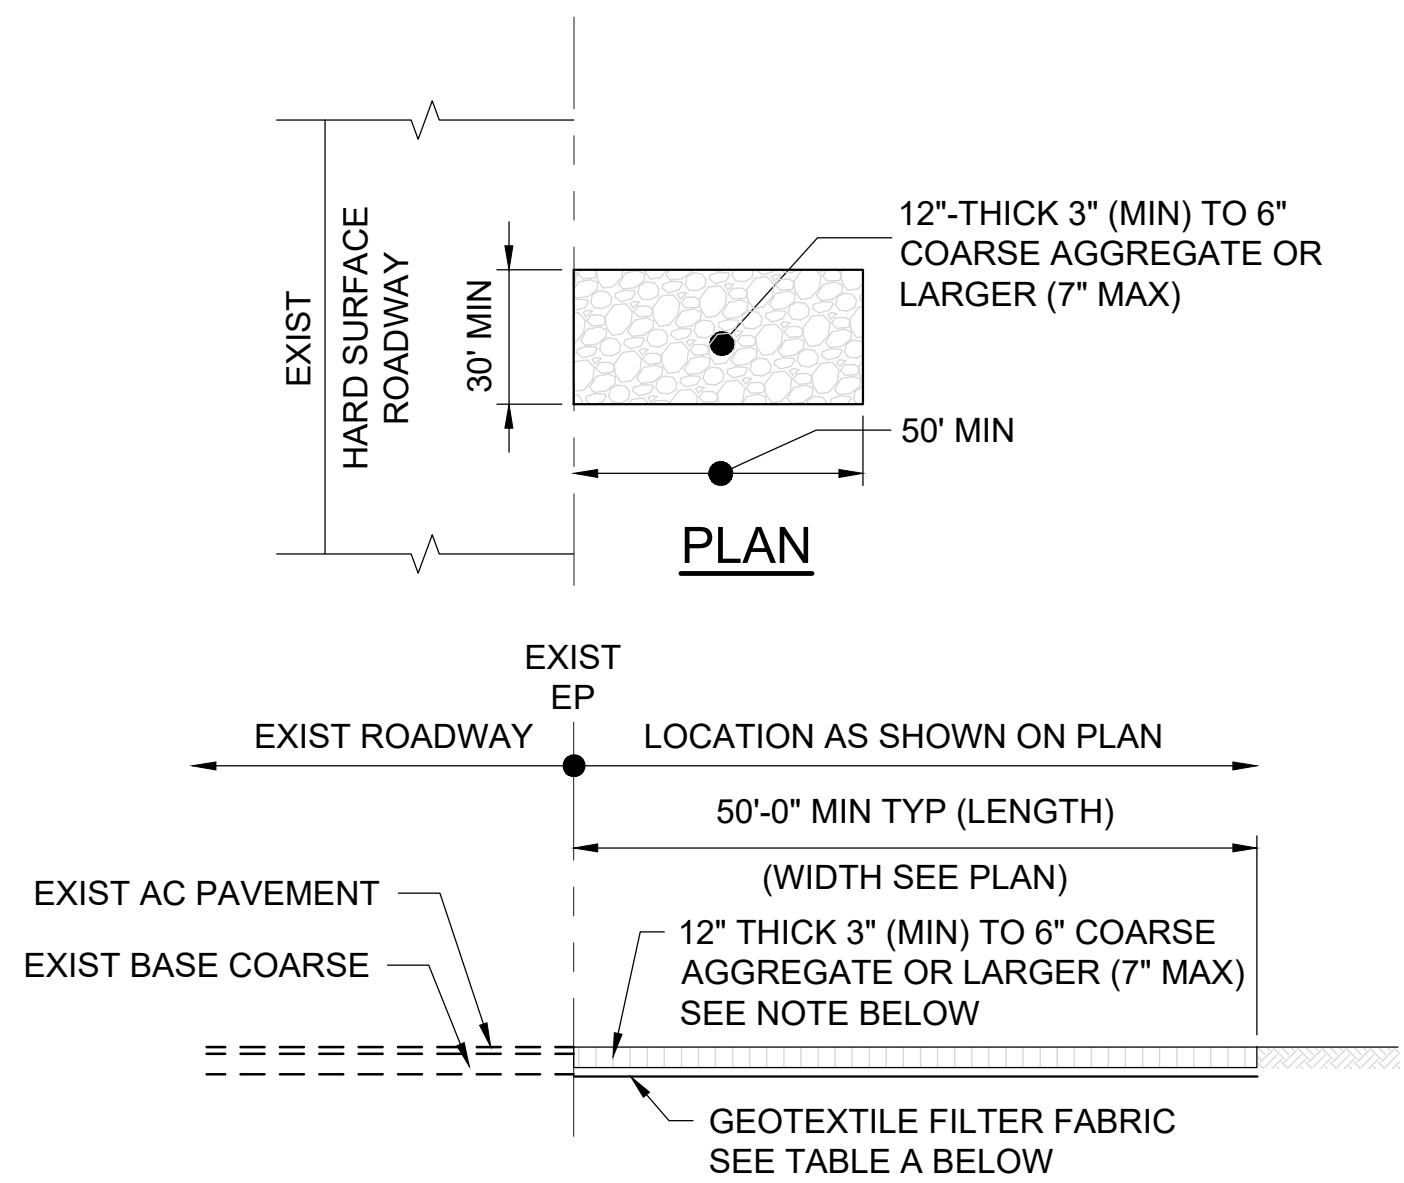 12"-THICK 3" (MIN) TO 6"
COARSE AGGREGATE OR
LARGER (7" MAX)
EXIST
HARD SURFACE
ROADWAY
30' MIN
50' MIN
PLAN
EXIST
EP
EXIST ROADWAY
LOCATION AS SHOWN ON PLAN
50'-0" MIN TYP (LENGTH)
(WIDTH SEE PLAN)
EXIST AC PAVEMENT
12" THICK 3" (MIN) TO 6" COARSE
AGGREGATE OR LARGER (7" MAX)
SEE NOTE BELOW
EXIST BASE COARSE
GEOTEXTILE FILTER FABRIC
SEE TABLE A BELOW